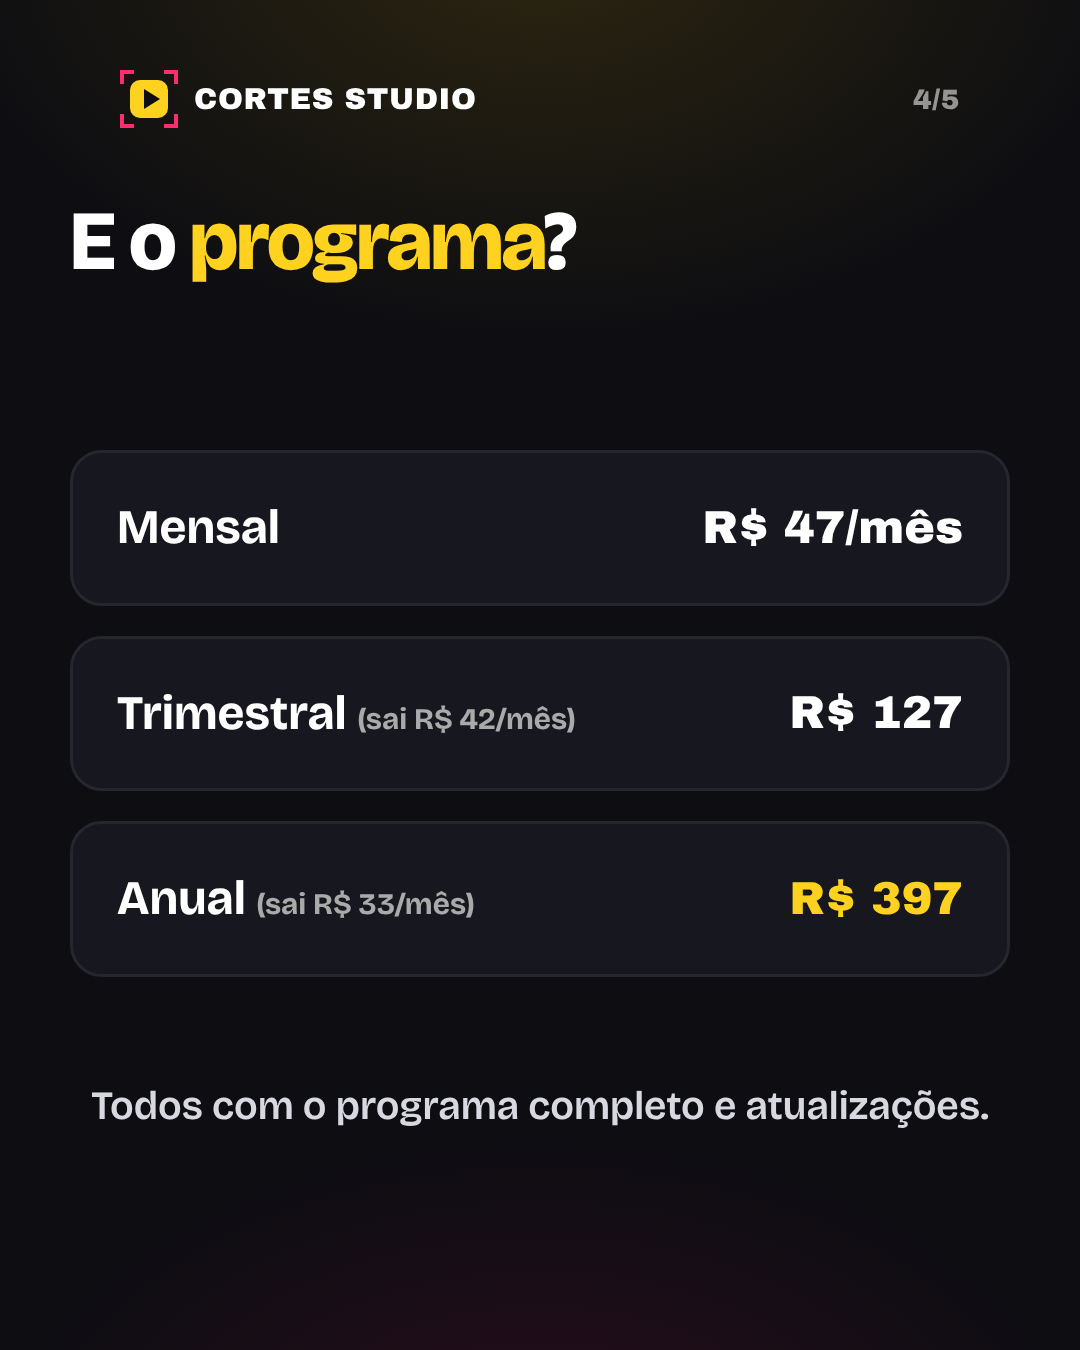 CORTES STUDIO
4/5
E o programa?
Mensal R$ 47/mês
Trimestral (sai R$ 42/mês) R$ 127
Anual (sai R$ 33/mês) R$ 397
Todos com o programa completo e atualizações.